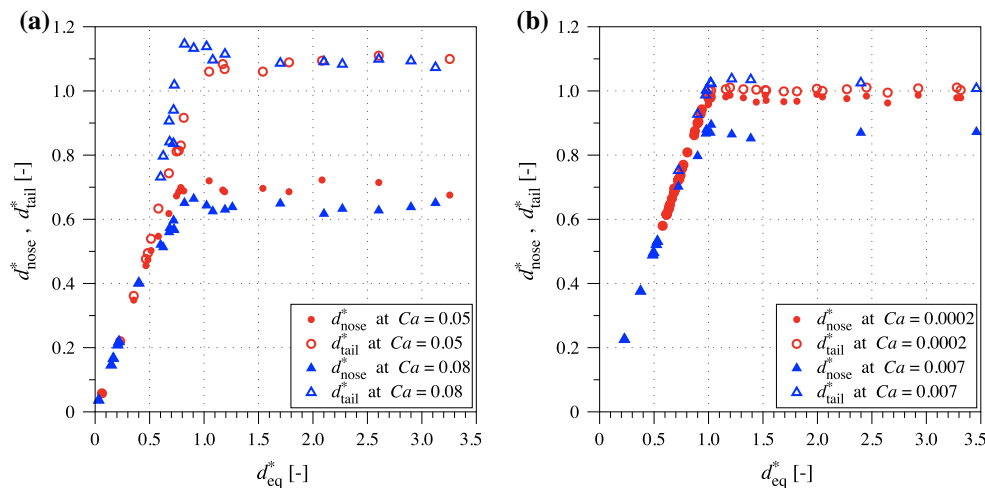 (a)
1.2
1.0
0.8
0.6
0.4
0.2
0
0 0.5 1.0 1.5 2.0 2.5 3.0 3.5
d*nose , d*tail [-]
d*eq [-]
d*nose at Ca = 0.05
d*tail at Ca = 0.05
d*nose at Ca = 0.08
d*tail at Ca = 0.08
(b)
1.2
1.0
0.8
0.6
0.4
0.2
0
0 0.5 1.0 1.5 2.0 2.5 3.0 3.5
d*nose , d*tail [-]
d*eq [-]
d*nose at Ca = 0.0002
d*tail at Ca = 0.0002
d*nose at Ca = 0.007
d*tail at Ca = 0.007